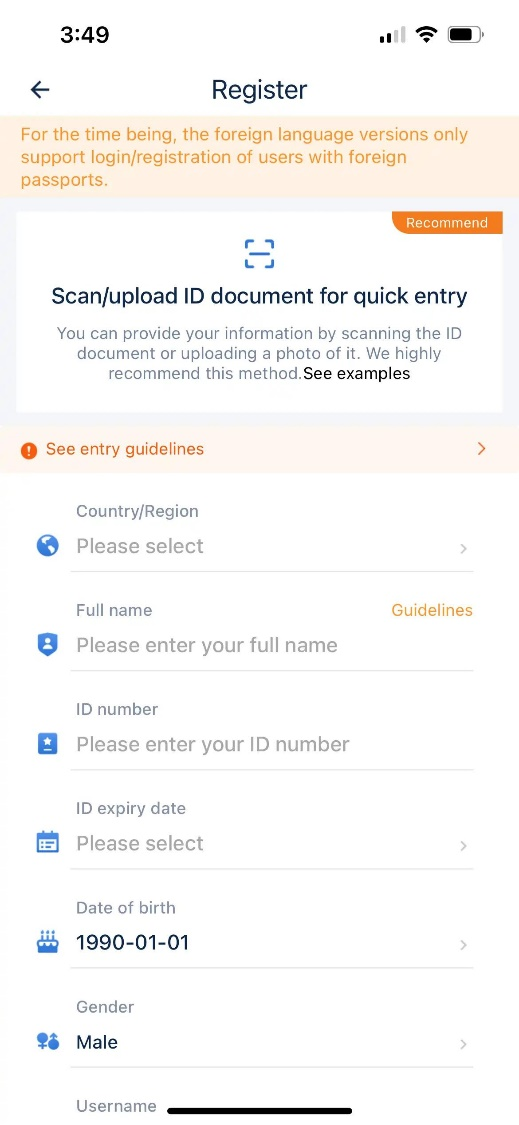 3:49
Register
For the time being, the foreign language versions only
support login/registration of users with foreign
passports.
Recommend
Scan/upload ID document for quick entry
You can provide your information by scanning the ID
document or uploading a photo of it. We highly
recommend this method.See examples
See entry guidelines
Country/Region
Please select
Full name
Guidelines
Please enter your full name
ID number
Please enter your ID number
ID expiry date
Please select
Date of birth
1990-01-01
Gender
Male
Username